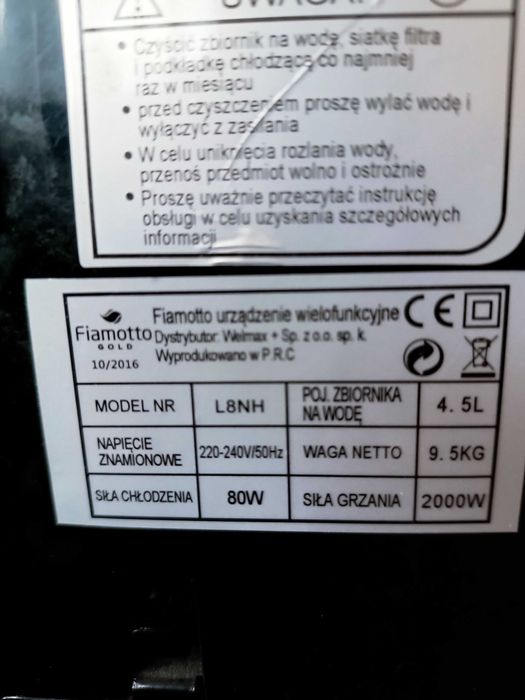 • Czyścić zbiornik na wodę, siatkę filtra
i podkładkę chłodzącą co najmniej
raz w miesiącu
• przed czyszczeniem proszę wylać wodę i
wyłączyć z zasilania
• W celu uniknięcia rozlania wody,
przenoś przedmiot wolno i ostrożnie
• Proszę uważnie przeczytać instrukcję
obsługi w celu uzyskania szczegółowych
informacji
Fiamotto
GOLD
10/2016
Fiamotto urządzenie wielofunkcyjne
Dystrybutor: Welmax + Sp. z o.o. sp. k.
Wyprodukowano w P.R.C
CE
MODEL NR L8NH POJ. ZBIORNIKA NA WODĘ 4. 5L
NAPIĘCIE ZNAMIONOWE 220-240V/50Hz WAGA NETTO 9. 5KG
SIŁA CHŁODZENIA 80W SIŁA GRZANIA 2000W